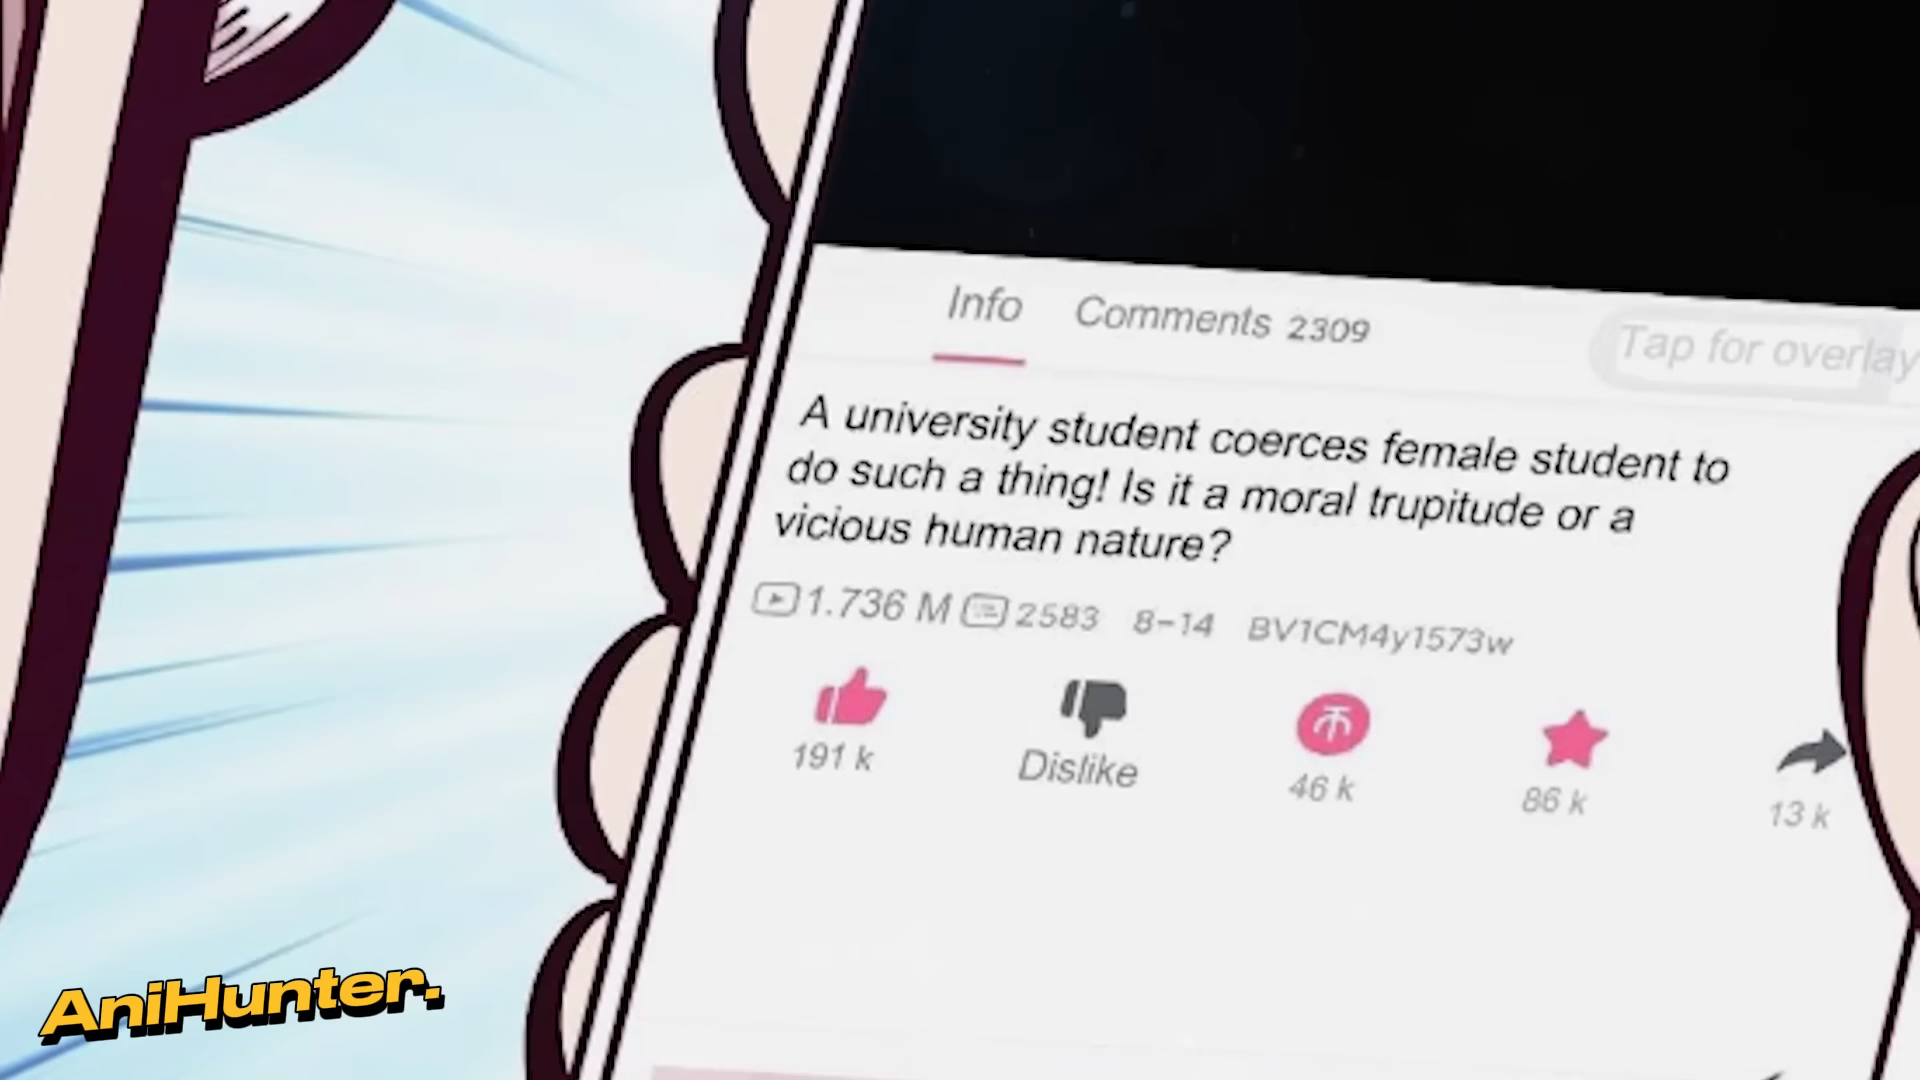 Info Comments 2309 Tap for overlay
A university student coerces female student to
do such a thing! Is it a moral trupitude or a
vicious human nature?
1.736 M 2583 8-14 BV1CM4y1573w
191 k Dislike 46 k 86 k 13 k
AniHunter.